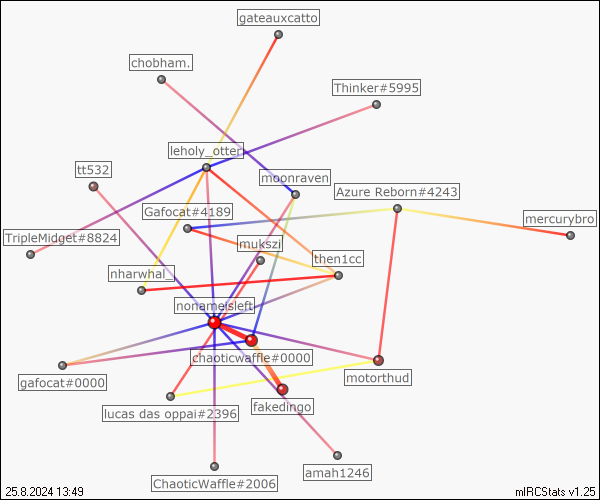 gateauxcatto
chobham.
Thinker#5995
leholy_otter
tt532
moonraven
Azure Reborn#4243
Gafocat#4189
mercurybro
TripleMidget#8824
mukszi
then1cc
nharwhal_
nonameisleft
chaoticwaffle#0000
gafocat#0000
motorthud
lucas das oppai#2396
fakedingo
ChaoticWaffle#2006
amah1246
25.8.2024 13:49
mIRCStats v1.25